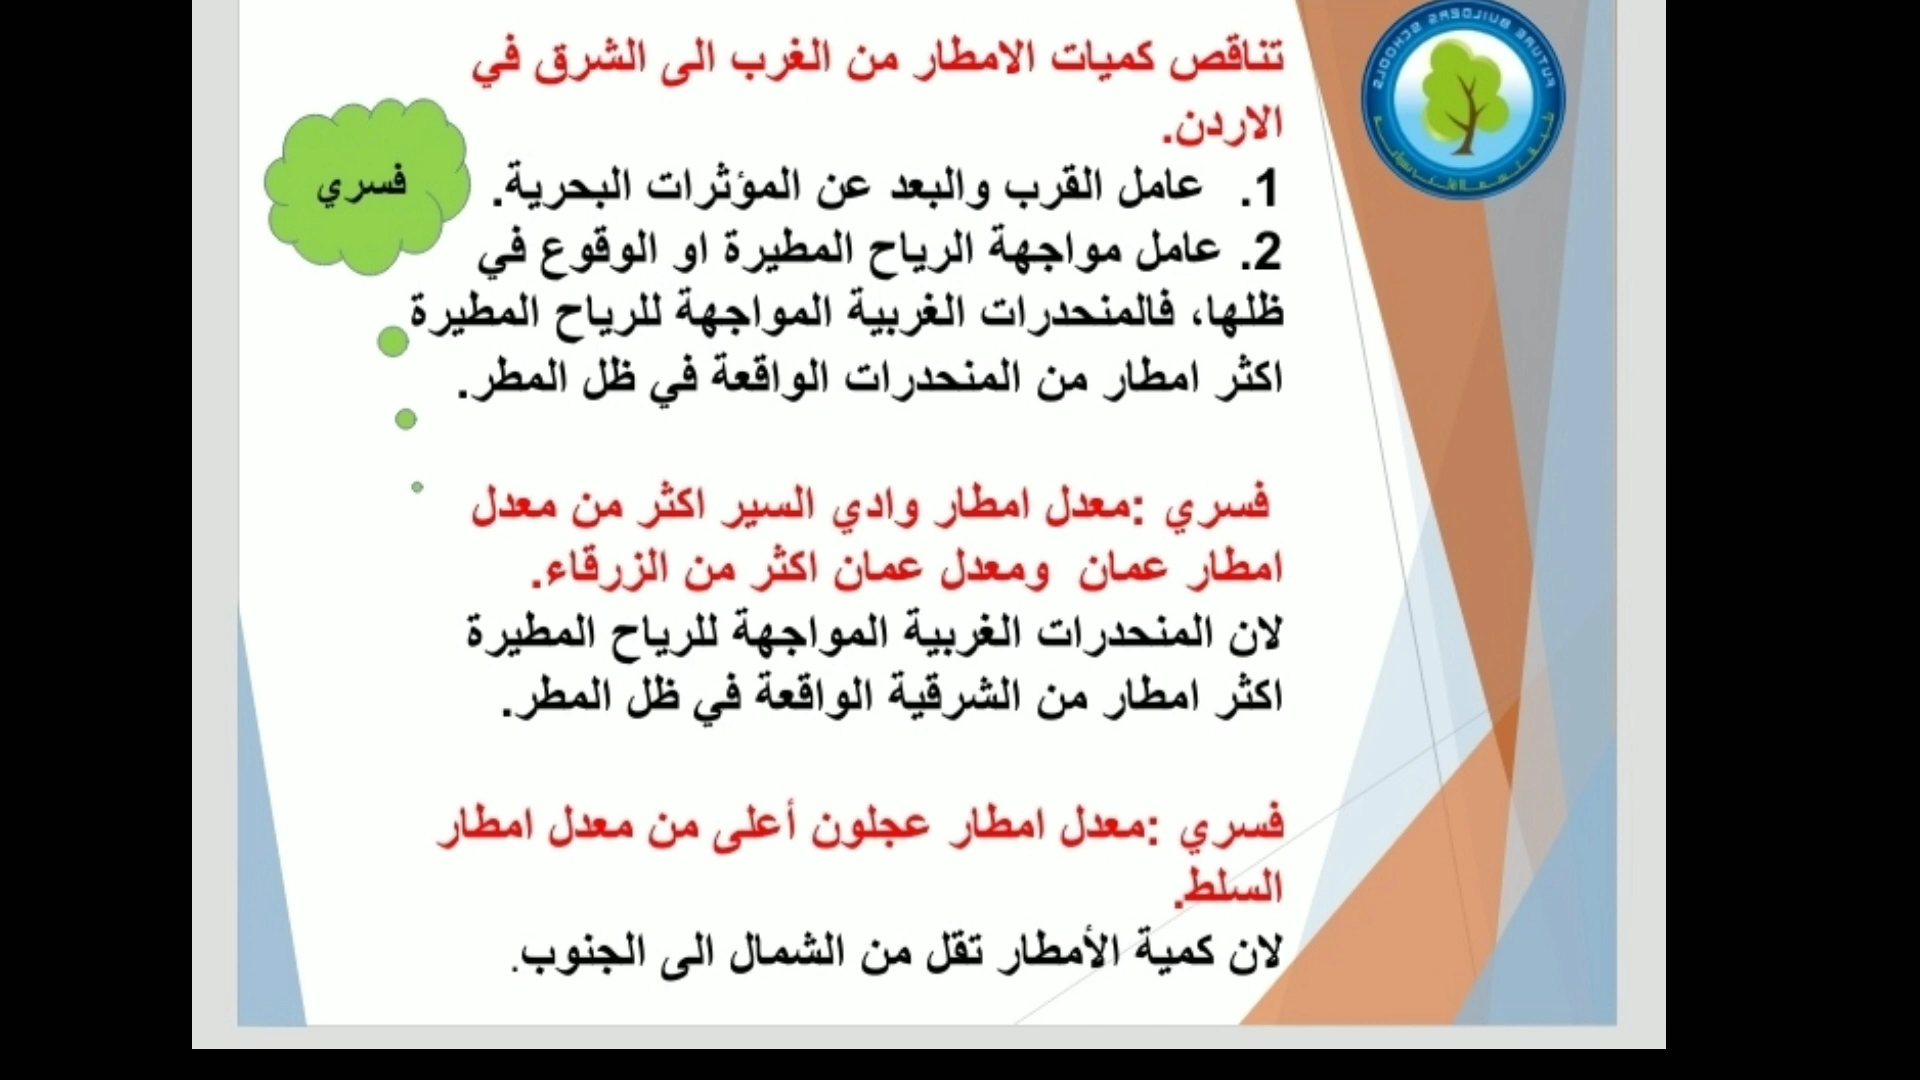 FUTURE BUILDERS SCHOOLS
تناقص كميات الامطار من الغرب الى الشرق في
الاردن.
فسري
1. عامل القرب والبعد عن المؤثرات البحرية.
2. عامل مواجهة الرياح المطيرة او الوقوع في
ظلها، فالمنحدرات الغربية المواجهة للرياح المطيرة
اكثر امطار من المنحدرات الواقعة في ظل المطر.
فسري :معدل امطار وادي السير اكثر من معدل
امطار عمان ومعدل عمان اكثر من الزرقاء.
لان المنحدرات الغربية المواجهة للرياح المطيرة
اكثر امطار من الشرقية الواقعة في ظل المطر.
فسري :معدل امطار عجلون أعلى من معدل امطار
السلط.
لان كمية الأمطار تقل من الشمال الى الجنوب.